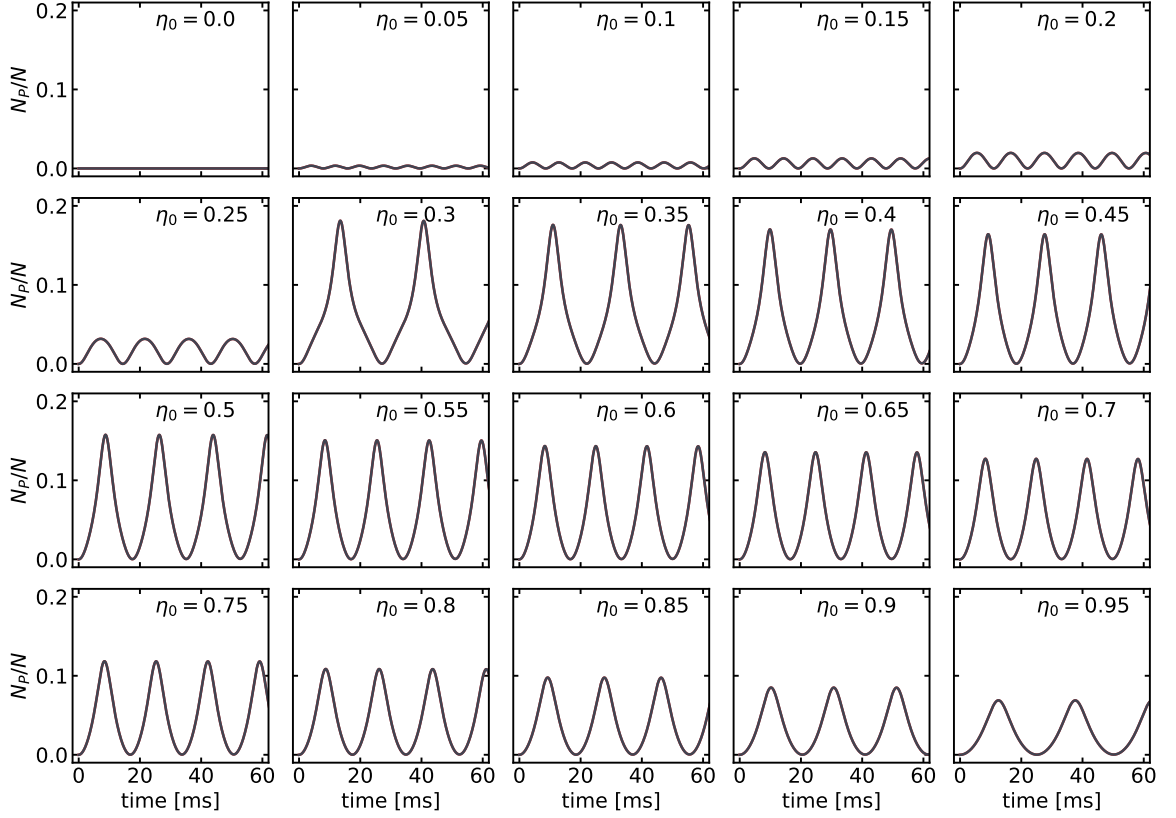 0.2
0.1
0.0
N_P/N
η₀ = 0.0
η₀ = 0.05
η₀ = 0.1
η₀ = 0.15
η₀ = 0.2
0.2
0.1
0.0
N_P/N
η₀ = 0.25
η₀ = 0.3
η₀ = 0.35
η₀ = 0.4
η₀ = 0.45
0.2
0.1
0.0
N_P/N
η₀ = 0.5
η₀ = 0.55
η₀ = 0.6
η₀ = 0.65
η₀ = 0.7
0.2
0.1
0.0
N_P/N
η₀ = 0.75
η₀ = 0.8
η₀ = 0.85
η₀ = 0.9
η₀ = 0.95
0 20 40 60
0 20 40 60
0 20 40 60
0 20 40 60
0 20 40 60
time [ms]
time [ms]
time [ms]
time [ms]
time [ms]